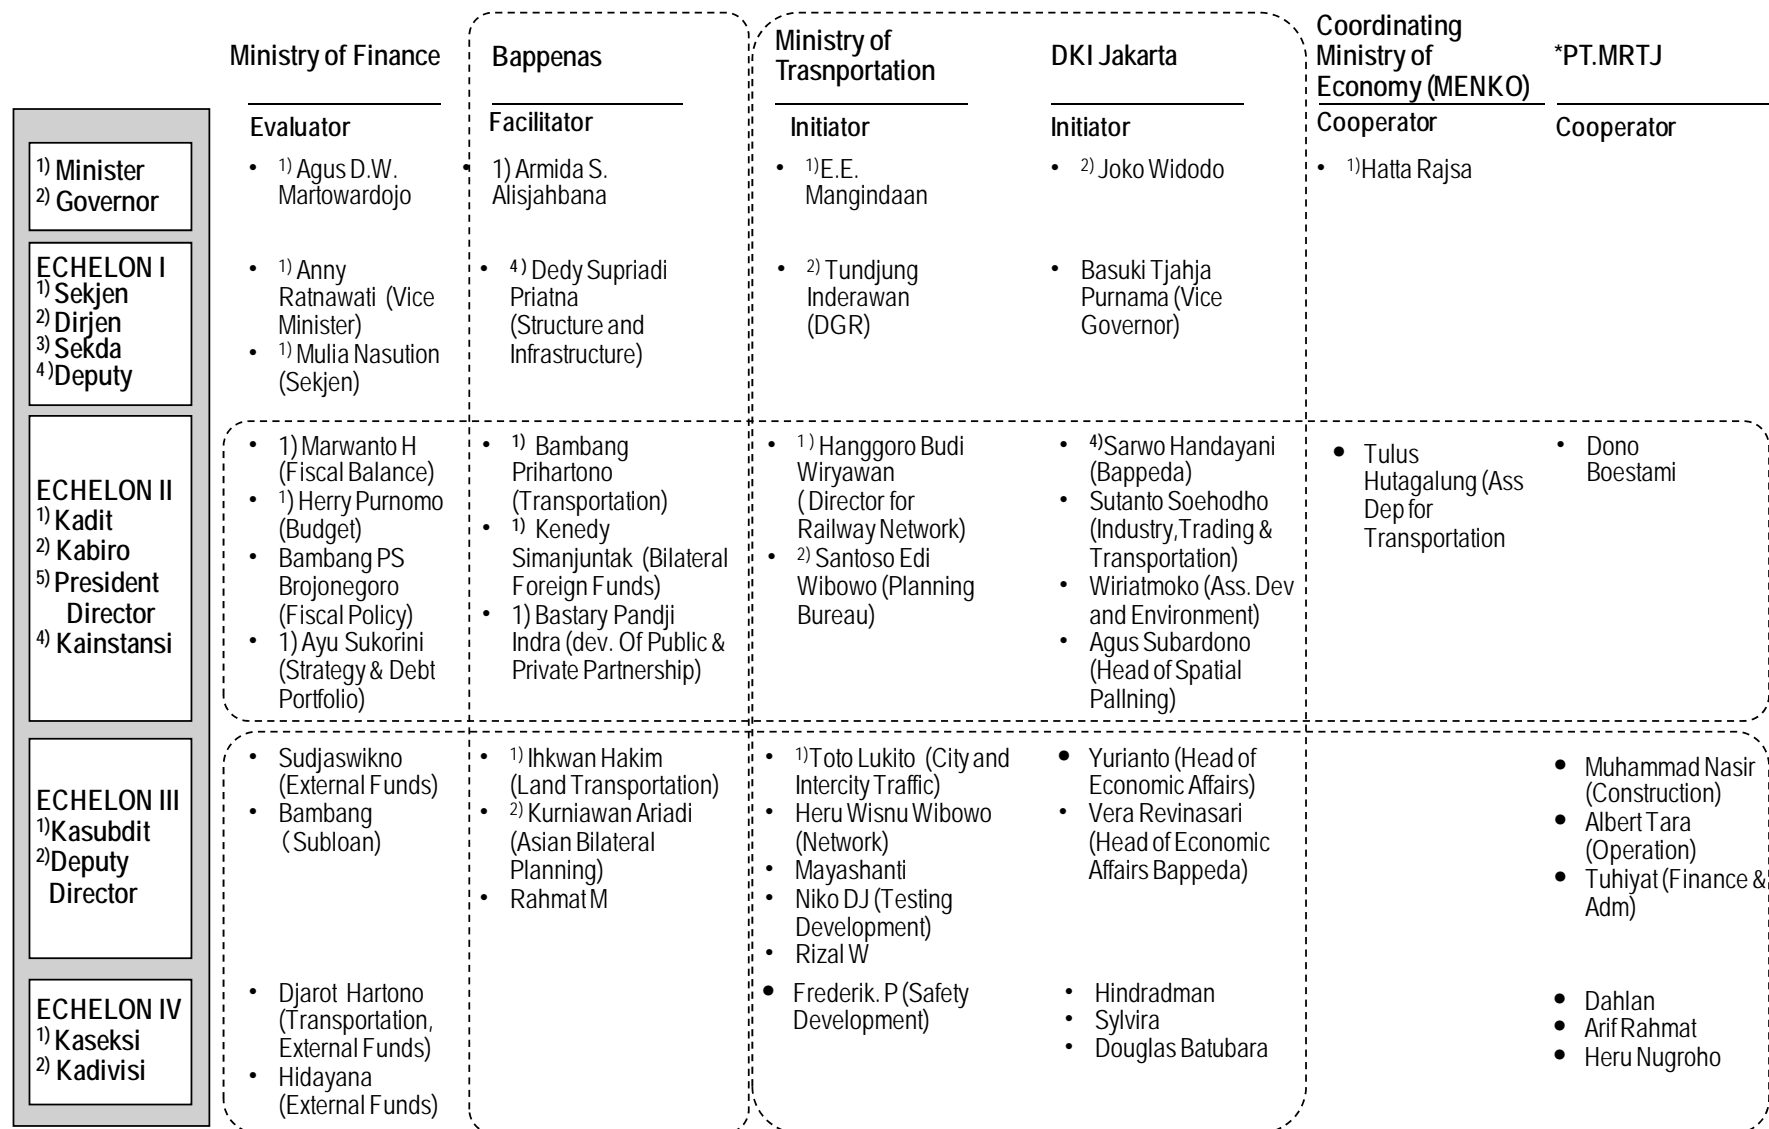 Ministry of Finance
Bappenas
Ministry of
Trasnportation
DKI Jakarta
Coordinating
Ministry of
Economy (MENKO)
*PT.MRTJ
Evaluator
Facilitator
Initiator
Initiator
Cooperator
Cooperator
1) Minister
2) Governor
• 1) Agus D.W.
Martowardojo
• 1) Armida S.
Alisjahbana
• 1)E.E.
Mangindaan
• 2) Joko Widodo
• 1)Hatta Rajsa
ECHELON I
1) Sekjen
2) Dirjen
3) Sekda
4)Deputy
• 1) Anny
Ratnawati (Vice
Minister)
• 1) Mulia Nasution
(Sekjen)
• 4) Dedy Supriadi
Priatna
(Structure and
Infrastructure)
• 2) Tundjung
Inderawan
(DGR)
• Basuki Tjahja
Purnama (Vice
Governor)
ECHELON II
1) Kadit
2) Kabiro
5) President
Director
4) Kainstansi
• 1) Marwanto H
(Fiscal Balance)
• 1) Herry Purnomo
(Budget)
• Bambang PS
Brojonegoro
(Fiscal Policy)
• 1) Ayu Sukorini
(Strategy & Debt
Portfolio)
• 1) Bambang
Prihartono
(Transportation)
• 1) Kenedy
Simanjuntak (Bilateral
Foreign Funds)
• 1) Bastary Pandji
Indra (dev. Of Public &
Private Partnership)
• 1) Hanggoro Budi
Wiryawan
( Director for
Railway Network)
• 2) Santoso Edi
Wibowo (Planning
Bureau)
• 4)Sarwo Handayani
(Bappeda)
• Sutanto Soehodho
(Industry,Trading &
Transportation)
• Wiriatmoko (Ass. Dev
and Environment)
• Agus Subardono
(Head of Spatial
Pallning)
• Tulus
Hutagalung (Ass
Dep for
Transportation
• Dono
Boestami
ECHELON III
1)Kasubdit
2)Deputy
Director
• Sudjaswikno
(External Funds)
• Bambang
(Subloan)
• 1) Ihkwan Hakim
(Land Transportation)
• 2) Kurniawan Ariadi
(Asian Bilateral
Planning)
• Rahmat M
• 1)Toto Lukito (City and
Intercity Traffic)
• Heru Wisnu Wibowo
(Network)
• Mayashanti
• Niko DJ (Testing
Development)
• Rizal W
• Yurianto (Head of
Economic Affairs)
• Vera Revinasari
(Head of Economic
Affairs Bappeda)
• Muhammad Nasir
(Construction)
• Albert Tara
(Operation)
• Tuhiyat (Finance &
Adm)
ECHELON IV
1) Kaseksi
2) Kadivisi
• Djarot Hartono
(Transportation,
External Funds)
• Hidayana
(External Funds)
• Frederik. P (Safety
Development)
• Hindradman
• Sylvira
• Douglas Batubara
• Dahlan
• Arif Rahmat
• Heru Nugroho